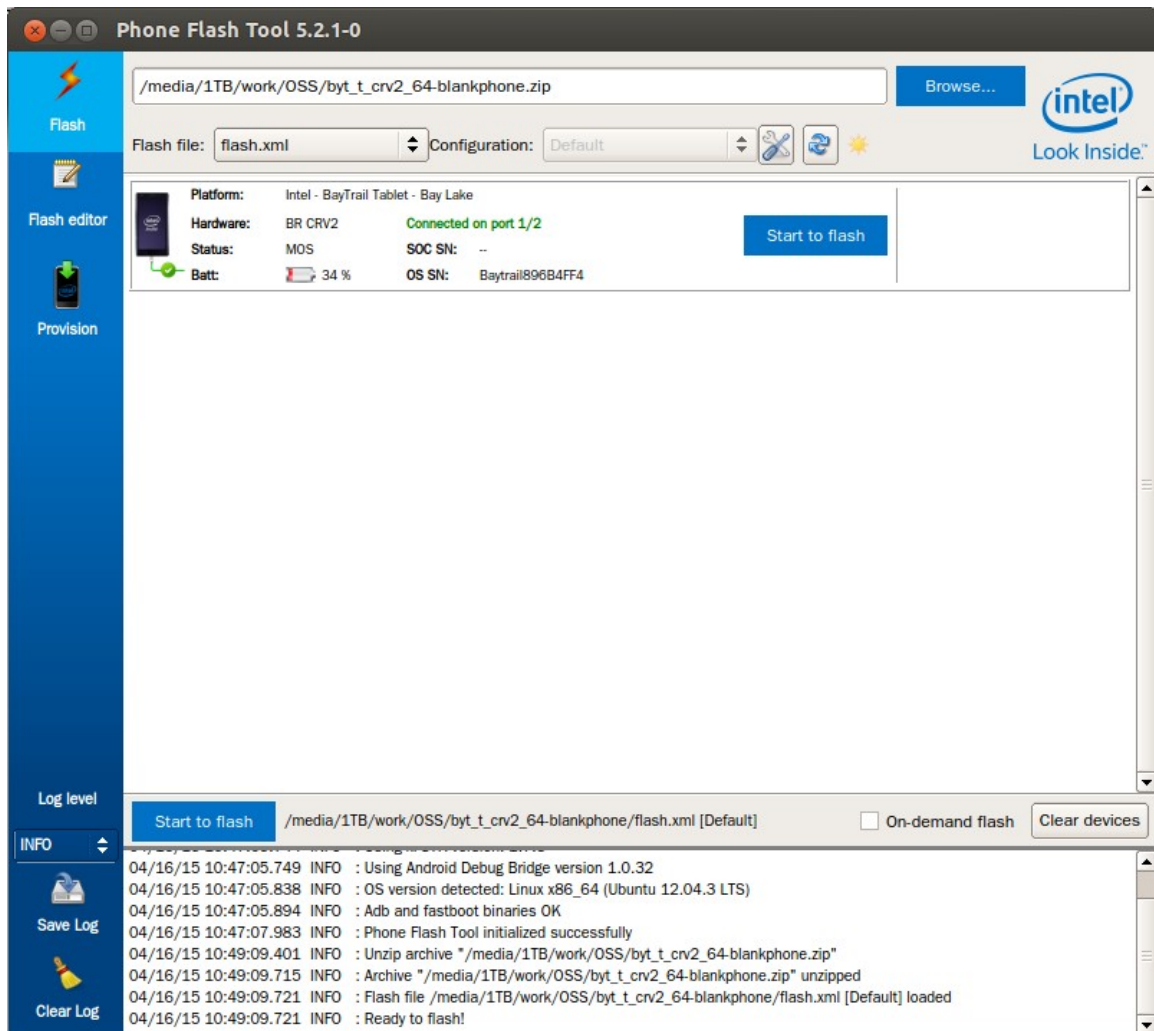 Phone Flash Tool 5.2.1-0
Flash
/media/1TB/work/OSS/byt_t_crv2_64-blankphone.zip
Browse...
intel
Look Inside.™
Flash file:
flash.xml
Configuration:
Default
Flash editor
Provision
Platform: Intel - BayTrail Tablet - Bay Lake
Hardware: BR CRV2 Connected on port 1/2
Status: MOS SOC SN: --
Batt: 34 % OS SN: Baytrail896B4FF4
Start to flash
Log level
INFO
Start to flash
/media/1TB/work/OSS/byt_t_crv2_64-blankphone/flash.xml [Default]
On-demand flash
Clear devices
04/16/15 10:47:05.749 INFO : Using Android Debug Bridge version 1.0.32
04/16/15 10:47:05.838 INFO : OS version detected: Linux x86_64 (Ubuntu 12.04.3 LTS)
04/16/15 10:47:05.894 INFO : Adb and fastboot binaries OK
04/16/15 10:47:07.983 INFO : Phone Flash Tool initialized successfully
04/16/15 10:49:09.401 INFO : Unzip archive "/media/1TB/work/OSS/byt_t_crv2_64-blankphone.zip"
04/16/15 10:49:09.715 INFO : Archive "/media/1TB/work/OSS/byt_t_crv2_64-blankphone.zip" unzipped
04/16/15 10:49:09.721 INFO : Flash file /media/1TB/work/OSS/byt_t_crv2_64-blankphone/flash.xml [Default] loaded
04/16/15 10:49:09.721 INFO : Ready to flash!
Save Log
Clear Log